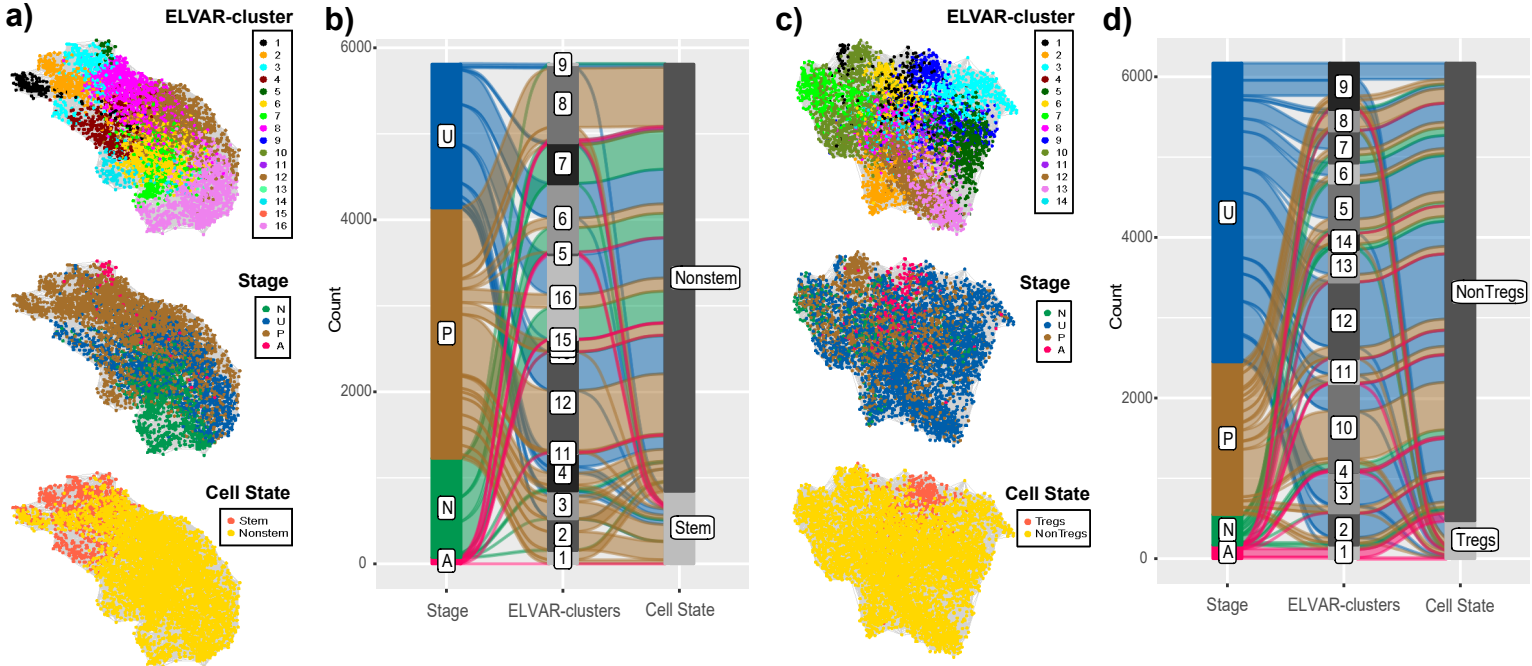 a)
ELVAR-cluster
1
2
3
4
5
6
7
8
9
10
11
12
13
14
15
16
Stage
N
U
P
A
Cell State
Stem
Nonstem
b)
6000
4000
2000
0
Count
U
P
N
A
9
8
7
6
5
16
15
12
11
4
3
2
1
Nonstem
Stem
Stage
ELVAR-clusters
Cell State
c)
ELVAR-cluster
1
2
3
4
5
6
7
8
9
10
11
12
13
14
Stage
N
U
P
A
Cell State
Tregs
NonTregs
d)
6000
4000
2000
0
Count
U
P
N
A
9
8
7
6
5
14
13
12
11
10
4
3
2
1
NonTregs
Tregs
Stage
ELVAR-clusters
Cell State